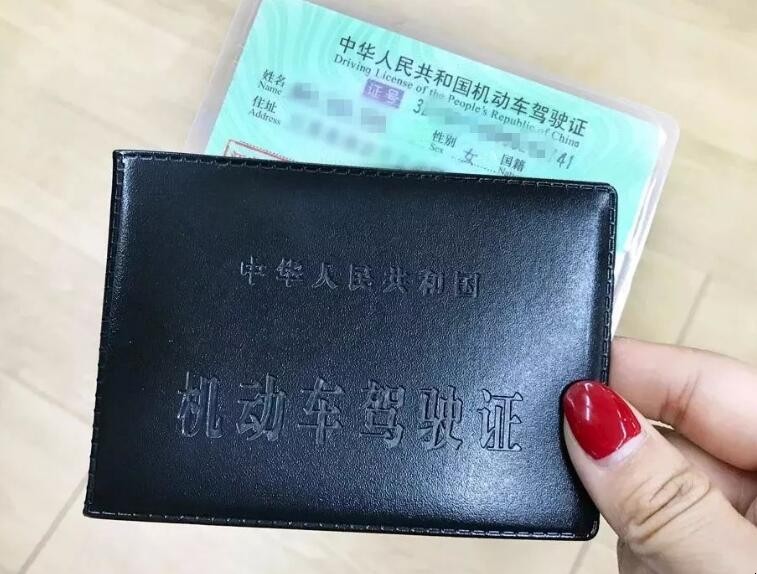 中华人民共和国机动车驾驶证
Driving License of the People's Republic of China
姓名
Name
证号
住址
Address
性别
Sex
女
国籍
中华人民共和国
机动车驾驶证